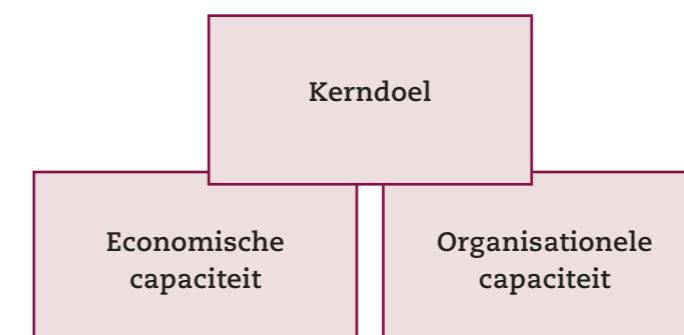 Kerndoel
Economische
capaciteit
Organisationele
capaciteit